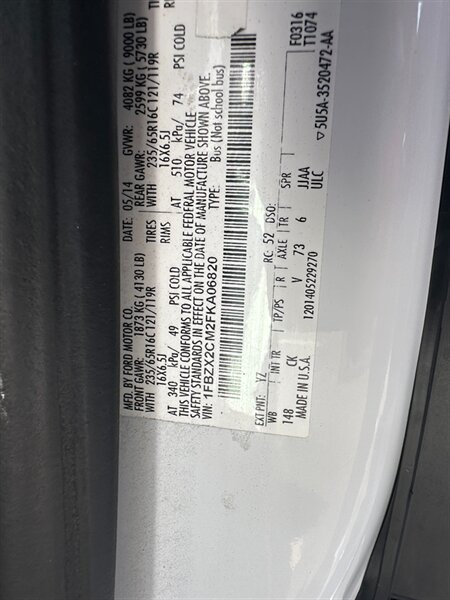 MFD. BY FORD MOTOR CO. DATE: 05/14 GVWR: 4082 KG ( 9000 LB)
FRONT GAWR: 1873 KG ( 4130 LB) REAR GAWR: 2599 KG ( 5730 LB)
235/65R16C 121/119R TIRES WITH 235/65R16C 121/119R
16X6.5J RIMS 16X6.5J
AT 340 kPa/ 49 PSI COLD AT 510 kPa/ 74 PSI COLD
THIS VEHICLE CONFORMS TO ALL APPLICABLE FEDERAL MOTOR VEHICLE
SAFETY STANDARDS IN EFFECT ON THE DATE OF MANUFACTURE SHOWN ABOVE.
VIN: 1FBZX2CM2FKA06820 TYPE: Bus (Not School Bus)
F0316
T1074
EXT PNT: YZ RC: 52 DSO:
WB INT TR TP/PS R AXLE TR SPR
148 CK V 73 6 JJAA
ULC
MADE IN U.S.A. 1201405229270 ▽5U5A-3520472-AA